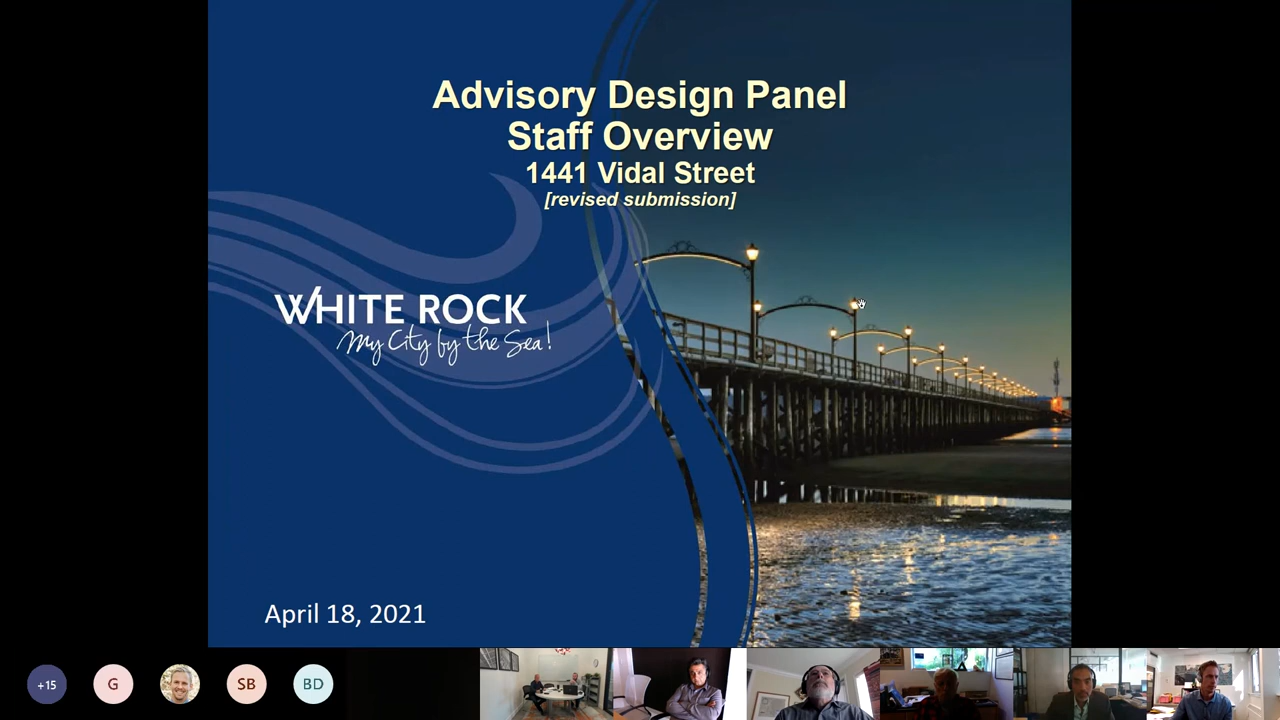 Advisory Design Panel
Staff Overview
1441 Vidal Street
[revised submission]
WHITE ROCK
My City by the Sea!
April 18, 2021
+15
G
SB
BD